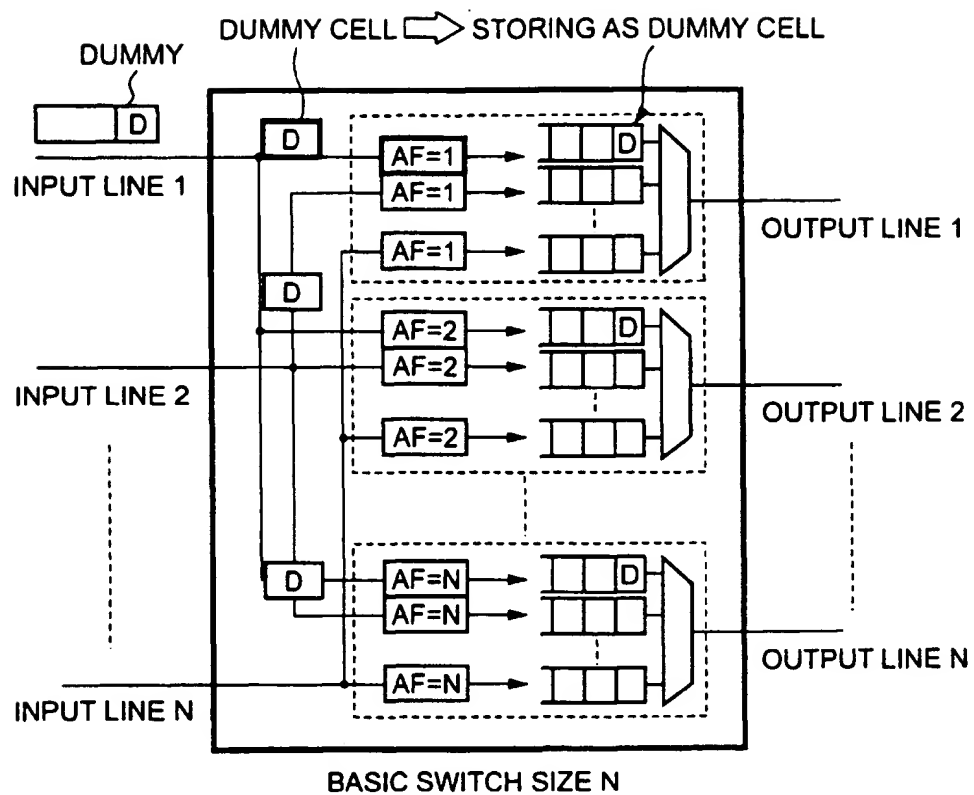 DUMMY CELL STORING AS DUMMY CELL
DUMMY
D
D
D
INPUT LINE 1
AF=1
AF=1
AF=1
OUTPUT LINE 1
D
D
INPUT LINE 2
AF=2
AF=2
AF=2
OUTPUT LINE 2
D
D
INPUT LINE N
AF=N
AF=N
AF=N
OUTPUT LINE N
BASIC SWITCH SIZE N